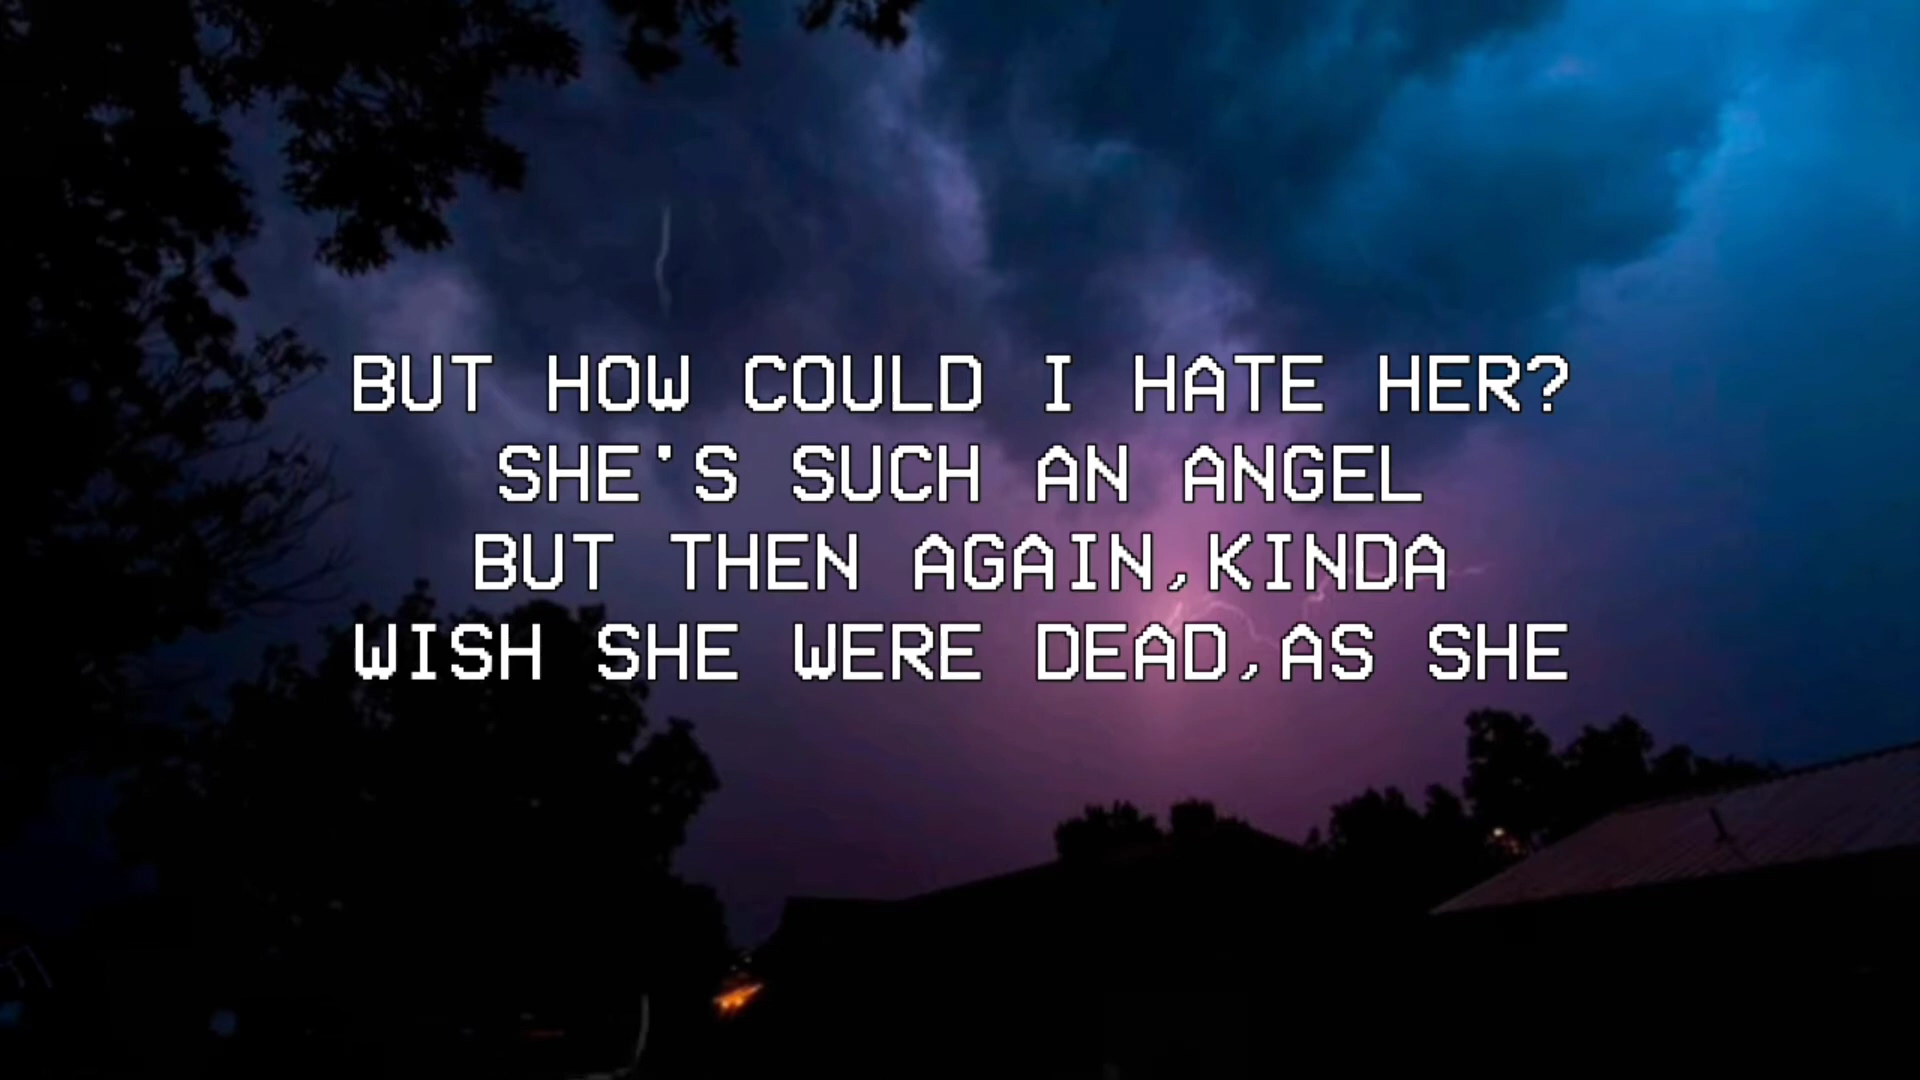 BUT HOW COULD I HATE HER?
SHE'S SUCH AN ANGEL
BUT THEN AGAIN,KINDA
WISH SHE WERE DEAD,AS SHE